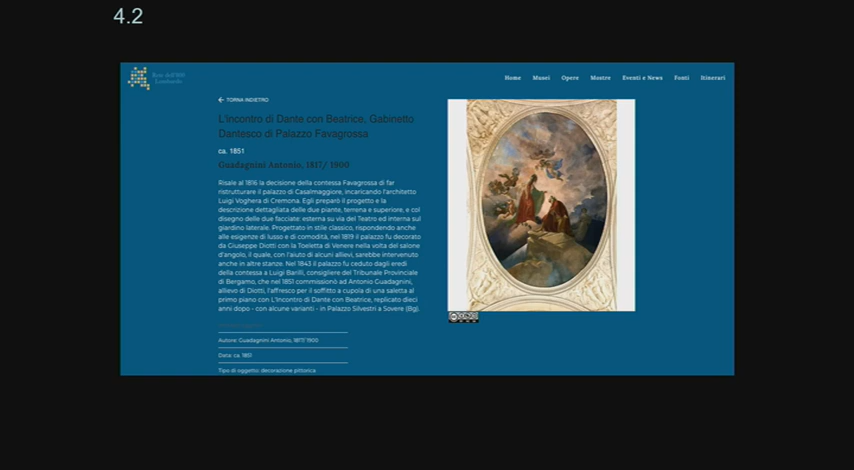 4.2
Rete dell'800
Lombardo
Home Musei Opere Mostre Eventi e News Fonti Itinerari
TORNA INDIETRO
L'Incontro di Dante con Beatrice, Gabinetto
Dantesco di Palazzo Favagrossa
ca. 1851
Guadagnini Antonio, 1817/ 1900
Risale al 1816 la decisione della contessa Favagrossa di far
ristrutturare il palazzo di Casalmaggiore, incaricando l'architetto
Luigi Voghera di Cremona. Egli preparò il progetto e la
descrizione dettagliata delle due piante, terrena e superiore, e col
disegno delle due facciate: esterna su via del Teatro ed interna sul
giardino laterale. Progettato in stile classico, rispondendo anche
alle esigenze di lusso e di comodità, nel 1819 il palazzo fu decorato
da Giuseppe Diotti con la Toeletta di Venere nella volta del salone
d'angolo, il quale, con l'aiuto di alcuni allievi, sarebbe intervenuto
anche in altre stanze. Nel 1843 il palazzo fu ceduto dagli eredi
della contessa a Luigi Barilli, consigliere del Tribunale Provinciale
di Bergamo, che nel 1851 commissionò ad Antonio Guadagnini,
allievo di Diotti, l'affresco per il soffitto a cupola di una saletta al
primo piano con L'Incontro di Dante con Beatrice, replicato dieci
anni dopo - con alcune varianti - in Palazzo Silvestri a Sovere (Bg).
Autore: Guadagnini Antonio, 1817/ 1900
Data: ca. 1851
Tipo di oggetto: decorazione pittorica